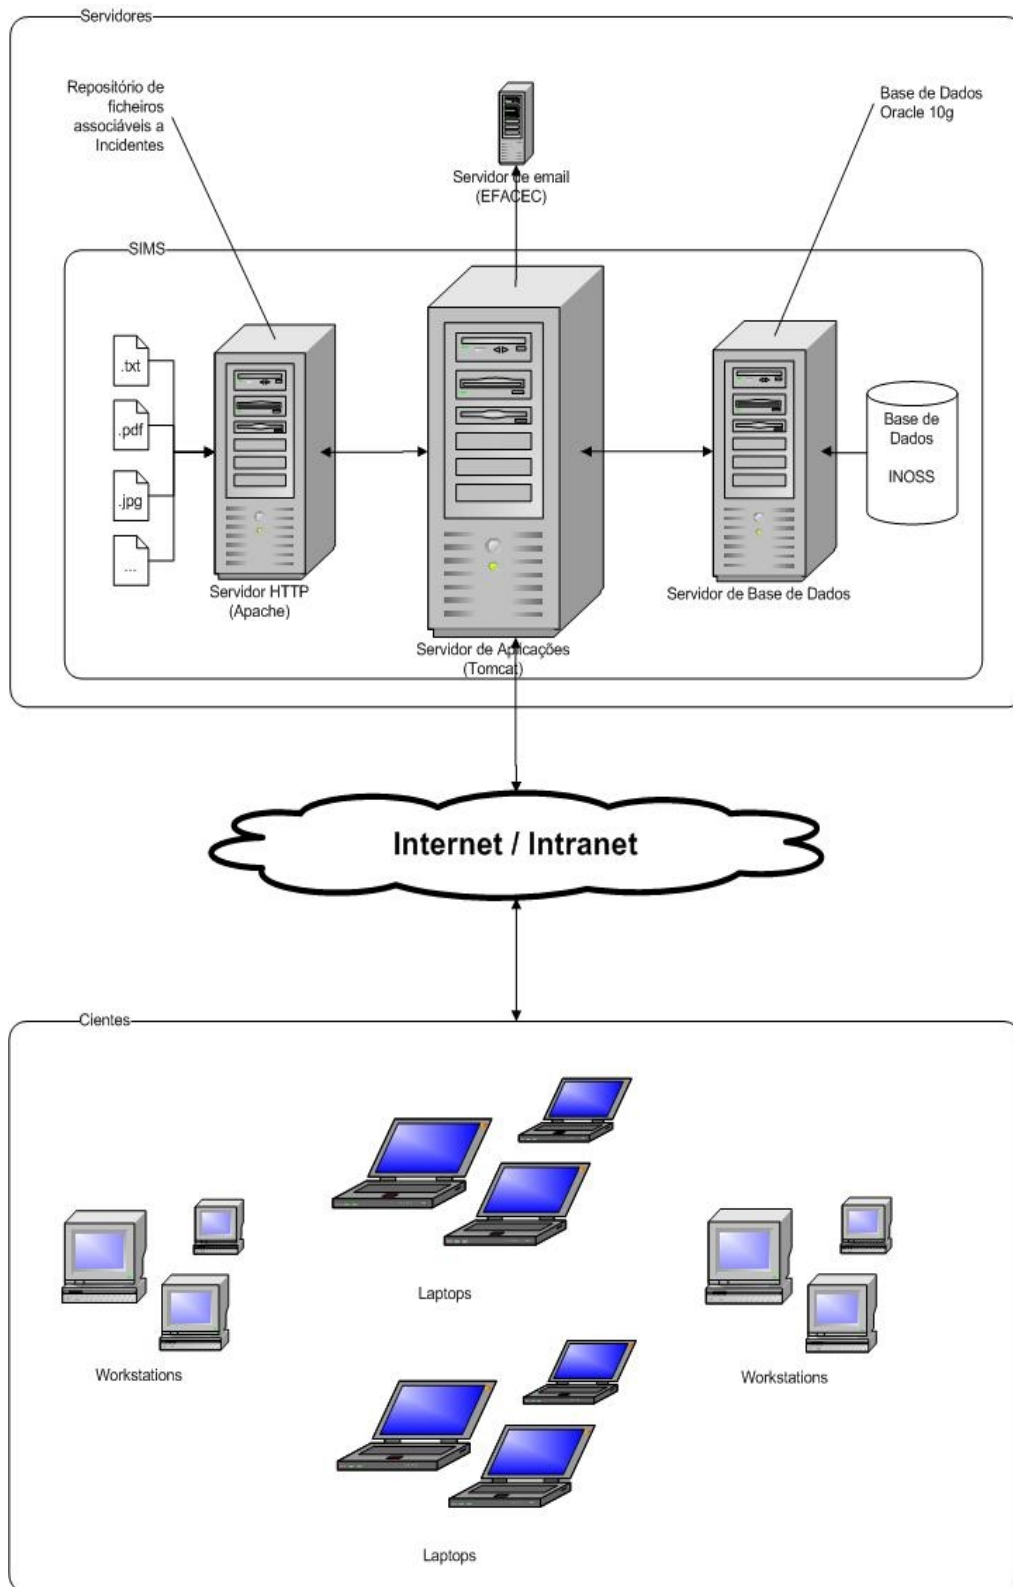 Servidores
Repositório de
ficheiros
associáveis a
Incidentes
Servidor de email
(EFACEC)
Base de Dados
Oracle 10g
SIMS
.txt
.pdf
.jpg
...
Servidor HTTP
(Apache)
Servidor de Aplicações
(Tomcat)
Servidor de Base de Dados
Base de
Dados
INOSS
Internet / Intranet
Cientes
Workstations
Laptops
Workstations
Laptops